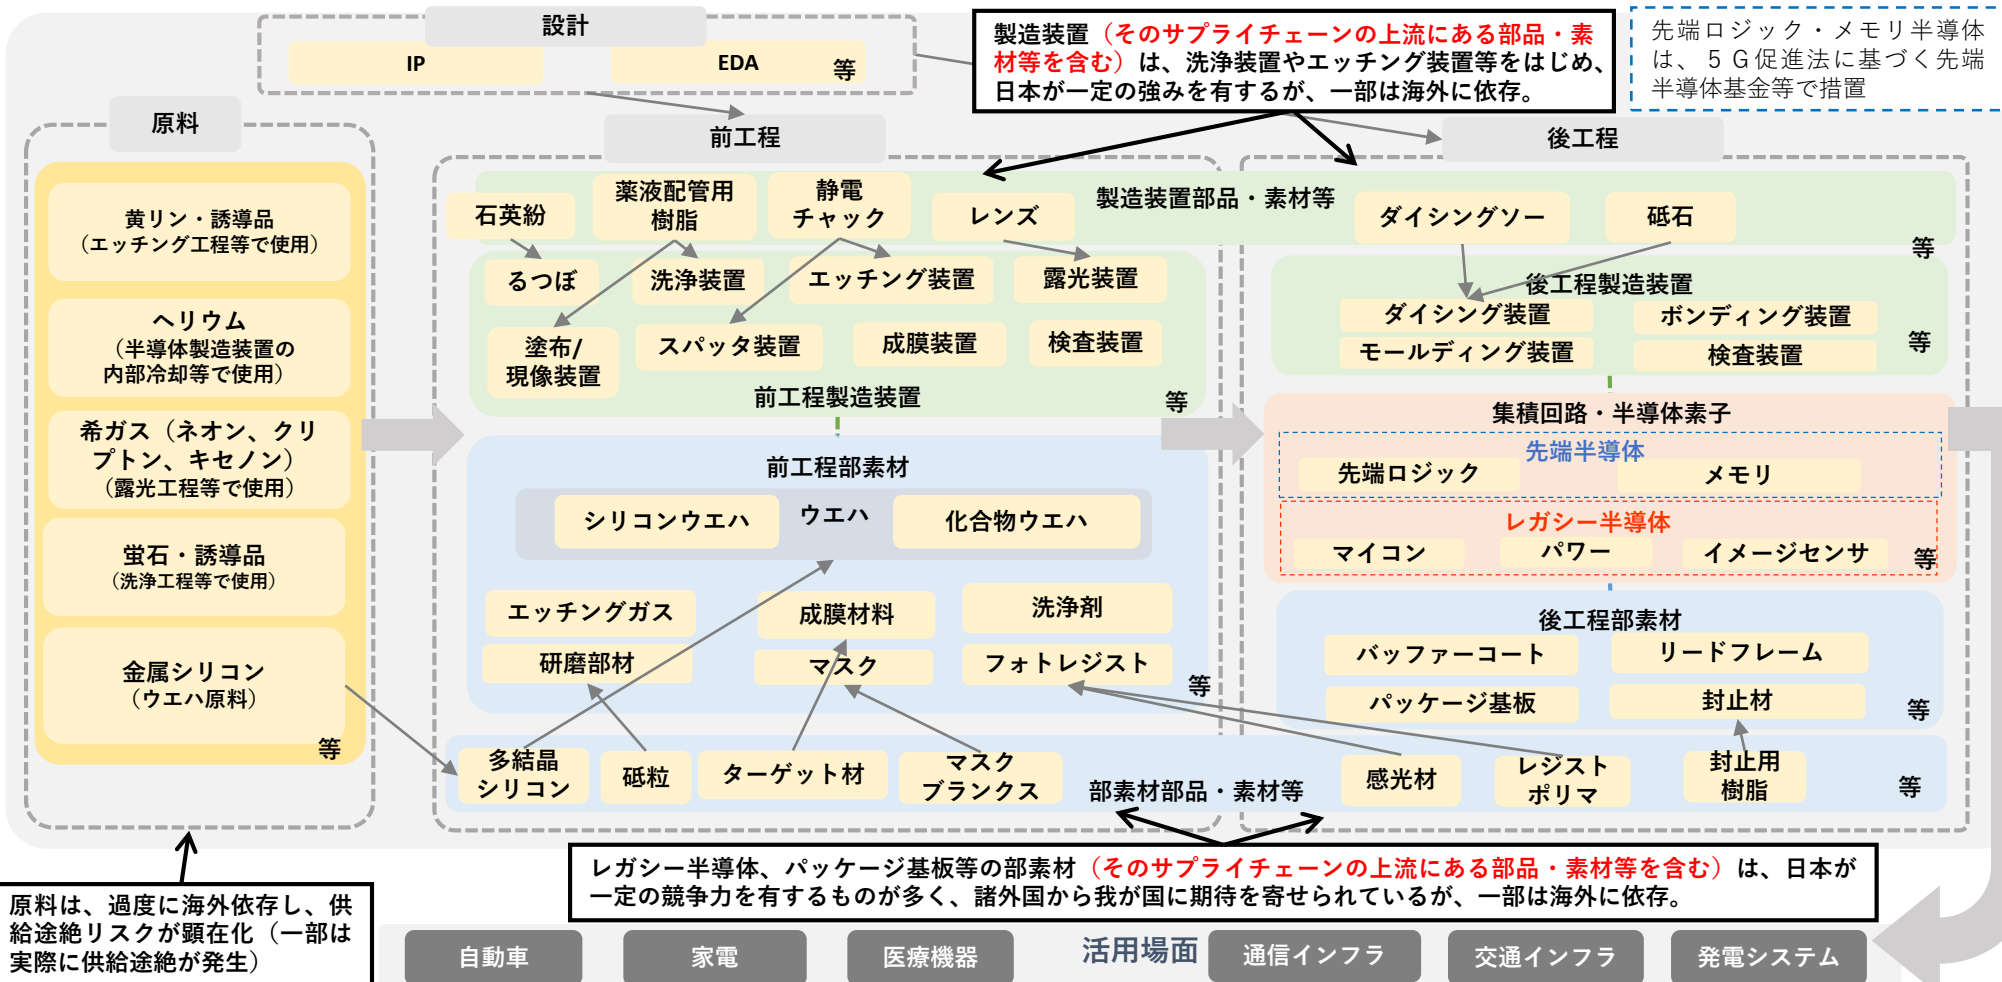 設計
IP
EDA
等
製造装置（そのサプライチェーンの上流にある部品・素
材等を含む）は、洗浄装置やエッチング装置等をはじめ、
日本が一定の強みを有するが、一部は海外に依存。
先端ロジック・メモリ半導体
は、５Ｇ促進法に基づく先端
半導体基金等で措置
原料
黄リン・誘導品
（エッチング工程等で使用）
ヘリウム
（半導体製造装置の
内部冷却等で使用）
希ガス（ネオン、クリ
プトン、キセノン）
（露光工程等で使用）
蛍石・誘導品
（洗浄工程等で使用）
金属シリコン
（ウエハ原料）
等
前工程
石英紛
薬液配管用
樹脂
静電
チャック
レンズ
製造装置部品・素材等
るつぼ
洗浄装置
エッチング装置
露光装置
塗布/
現像装置
スパッタ装置
成膜装置
検査装置
前工程製造装置
等
前工程部素材
シリコンウエハ
ウエハ
化合物ウエハ
エッチングガス
成膜材料
洗浄剤
研磨部材
マスク
フォトレジスト
等
多結晶
シリコン
砥粒
ターゲット材
マスク
ブランクス
部素材部品・素材等
後工程
ダイシングソー
砥石
等
後工程製造装置
ダイシング装置
ボンディング装置
モールディング装置
検査装置
等
集積回路・半導体素子
先端半導体
先端ロジック
メモリ
レガシー半導体
マイコン
パワー
イメージセンサ
等
後工程部素材
バッファーコート
リードフレーム
パッケージ基板
封止材
等
感光材
レジスト
ポリマ
封止用
樹脂
等
レガシー半導体、パッケージ基板等の部素材（そのサプライチェーンの上流にある部品・素材等を含む）は、日本が
一定の競争力を有するものが多く、諸外国から我が国に期待を寄せられているが、一部は海外に依存。
原料は、過度に海外依存し、供
給途絶リスクが顕在化（一部は
実際に供給途絶が発生）
自動車
家電
医療機器
活用場面
通信インフラ
交通インフラ
発電システム